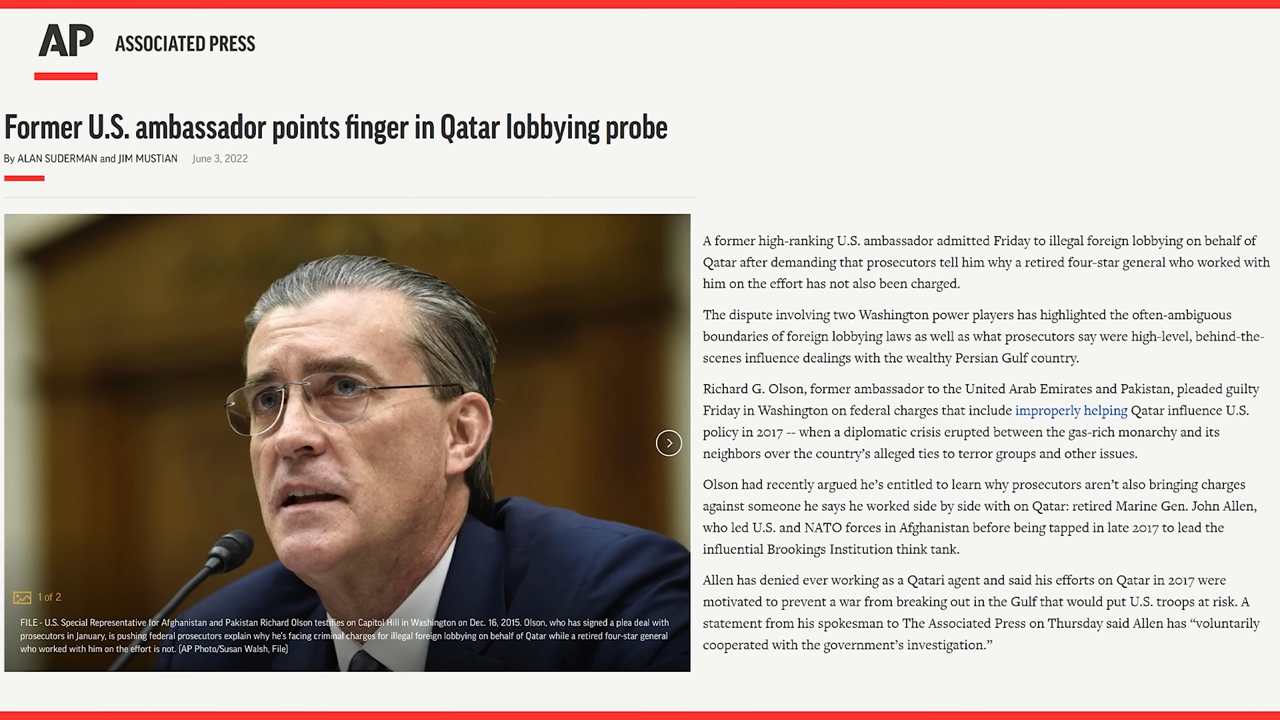 AP ASSOCIATED PRESS
Former U.S. ambassador points finger in Qatar lobbying probe
By ALAN SUDERMAN and JIM MUSTIAN June 3, 2022
1 of 2
FILE - U.S. Special Representative for Afghanistan and Pakistan Richard Olson testifies on Capitol Hill in Washington on Dec. 16, 2015. Olson, who has signed a plea deal with
prosecutors in January, is pushing federal prosecutors explain why he's facing criminal charges for illegal foreign lobbying on behalf of Qatar while a retired four-star general
who worked with him on the effort is not. (AP Photo/Susan Walsh, File)
A former high-ranking U.S. ambassador admitted Friday to illegal foreign lobbying on behalf of
Qatar after demanding that prosecutors tell him why a retired four-star general who worked with
him on the effort has not also been charged.
The dispute involving two Washington power players has highlighted the often-ambiguous
boundaries of foreign lobbying laws as well as what prosecutors say were high-level, behind-the-
scenes influence dealings with the wealthy Persian Gulf country.
Richard G. Olson, former ambassador to the United Arab Emirates and Pakistan, pleaded guilty
Friday in Washington on federal charges that include improperly helping Qatar influence U.S.
policy in 2017 -- when a diplomatic crisis erupted between the gas-rich monarchy and its
neighbors over the country's alleged ties to terror groups and other issues.
Olson had recently argued he's entitled to learn why prosecutors aren't also bringing charges
against someone he says he worked side by side with on Qatar: retired Marine Gen. John Allen,
who led U.S. and NATO forces in Afghanistan before being tapped in late 2017 to lead the
influential Brookings Institution think tank.
Allen has denied ever working as a Qatari agent and said his efforts on Qatar in 2017 were
motivated to prevent a war from breaking out in the Gulf that would put U.S. troops at risk. A
statement from his spokesman to The Associated Press on Thursday said Allen has “voluntarily
cooperated with the government's investigation.”